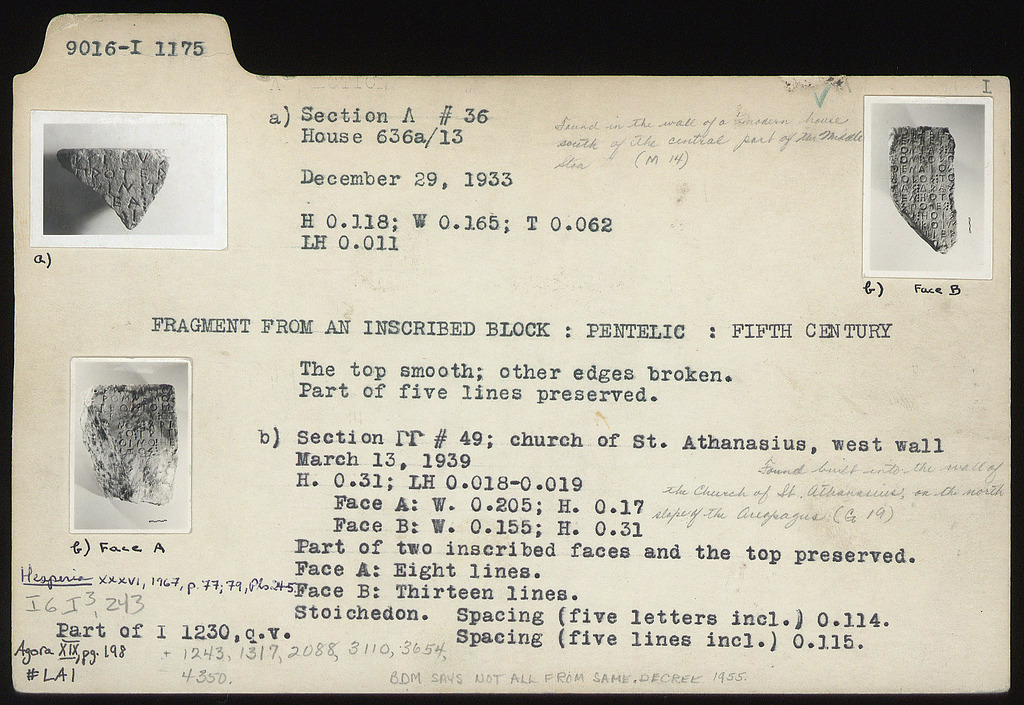 9016-I 1175
I
a) Section Λ # 36
House 636a/13
Found in the wall of a modern house
south of the central part of the Middle
Stoa (M 14)
December 29, 1933
H 0.118; W 0.165; T 0.062
LH 0.011
a)
b) Face B
FRAGMENT FROM AN INSCRIBED BLOCK : PENTELIC : FIFTH CENTURY
The top smooth; other edges broken.
Part of five lines preserved.
b) Section ΓΓ # 49; church of St. Athanasius, west wall
March 13, 1939
Found built into the wall of
the Church of St. Athanasius, on the north
slope of the Areopagus. (G 19)
H. 0.31; LH 0.018-0.019
Face A: W. 0.205; H. 0.17
Face B: W. 0.155; H. 0.31
b) Face A
Part of two inscribed faces and the top preserved.
Face A: Eight lines.
Hesperia XXXVI, 1967, p. 77, 79, Pls.
Face B: Thirteen lines.
IG I³, 243
Stoichedon. Spacing (five letters incl.) 0.114.
Spacing (five lines incl.) 0.115.
Part of I 1230, q.v.
+ 1243, 1317, 2088, 3110, 3654,
4350.
Agora XIX, pg. 198
#LA1
BDM SAYS NOT ALL FROM SAME DECREE 1955.